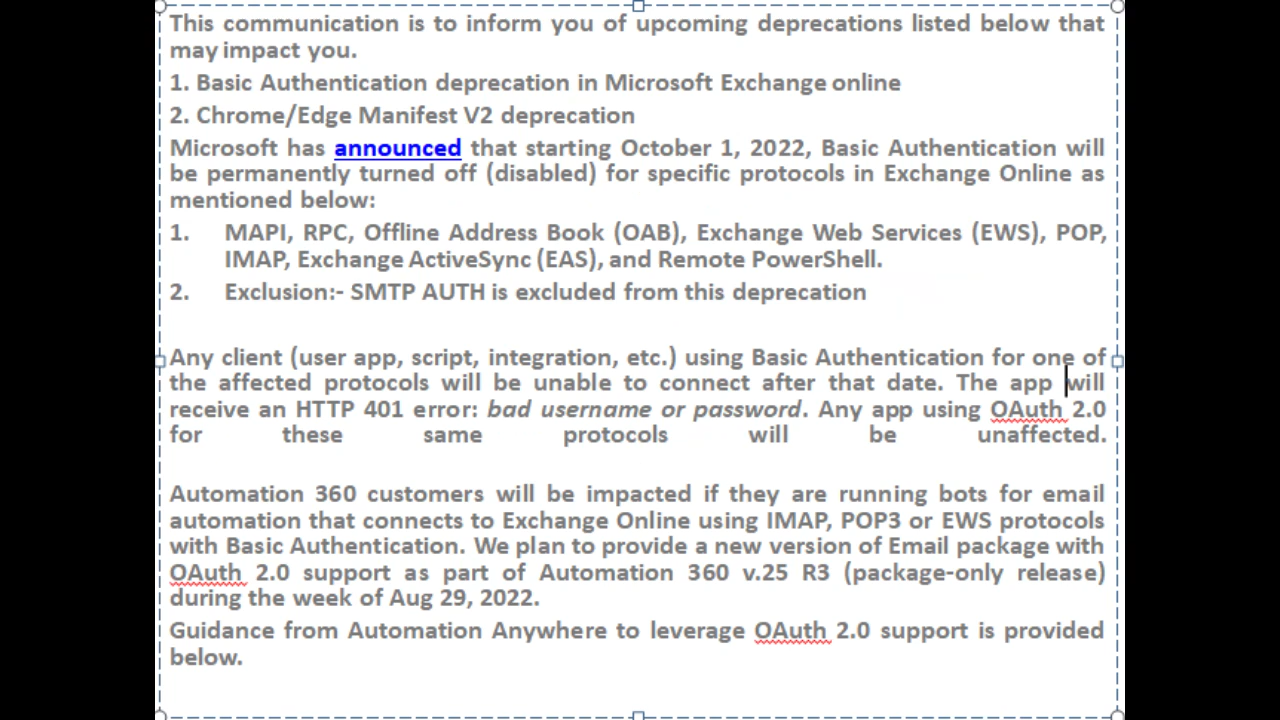 This communication is to inform you of upcoming deprecations listed below that
may impact you.
1. Basic Authentication deprecation in Microsoft Exchange online
2. Chrome/Edge Manifest V2 deprecation
Microsoft has announced that starting October 1, 2022, Basic Authentication will
be permanently turned off (disabled) for specific protocols in Exchange Online as
mentioned below:
1. MAPI, RPC, Offline Address Book (OAB), Exchange Web Services (EWS), POP,
IMAP, Exchange ActiveSync (EAS), and Remote PowerShell.
2. Exclusion:- SMTP AUTH is excluded from this deprecation
Any client (user app, script, integration, etc.) using Basic Authentication for one of
the affected protocols will be unable to connect after that date. The app will
receive an HTTP 401 error: bad username or password. Any app using OAuth 2.0
for these same protocols will be unaffected.
Automation 360 customers will be impacted if they are running bots for email
automation that connects to Exchange Online using IMAP, POP3 or EWS protocols
with Basic Authentication. We plan to provide a new version of Email package with
OAuth 2.0 support as part of Automation 360 v.25 R3 (package-only release)
during the week of Aug 29, 2022.
Guidance from Automation Anywhere to leverage OAuth 2.0 support is provided
below.